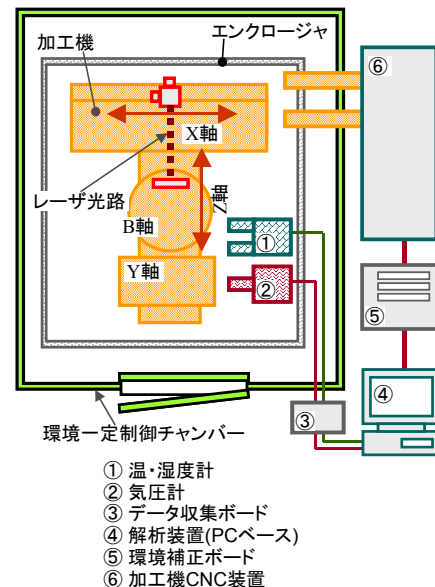 エンクロージャ
加工機
⑥
X軸
Z軸
レーザ光路
B軸
①
Y軸
②
⑤
④
③
環境一定制御チャンバー
① 温・湿度計
② 気圧計
③ データ収集ボード
④ 解析装置(PCベース)
⑤ 環境補正ボード
⑥ 加工機CNC装置